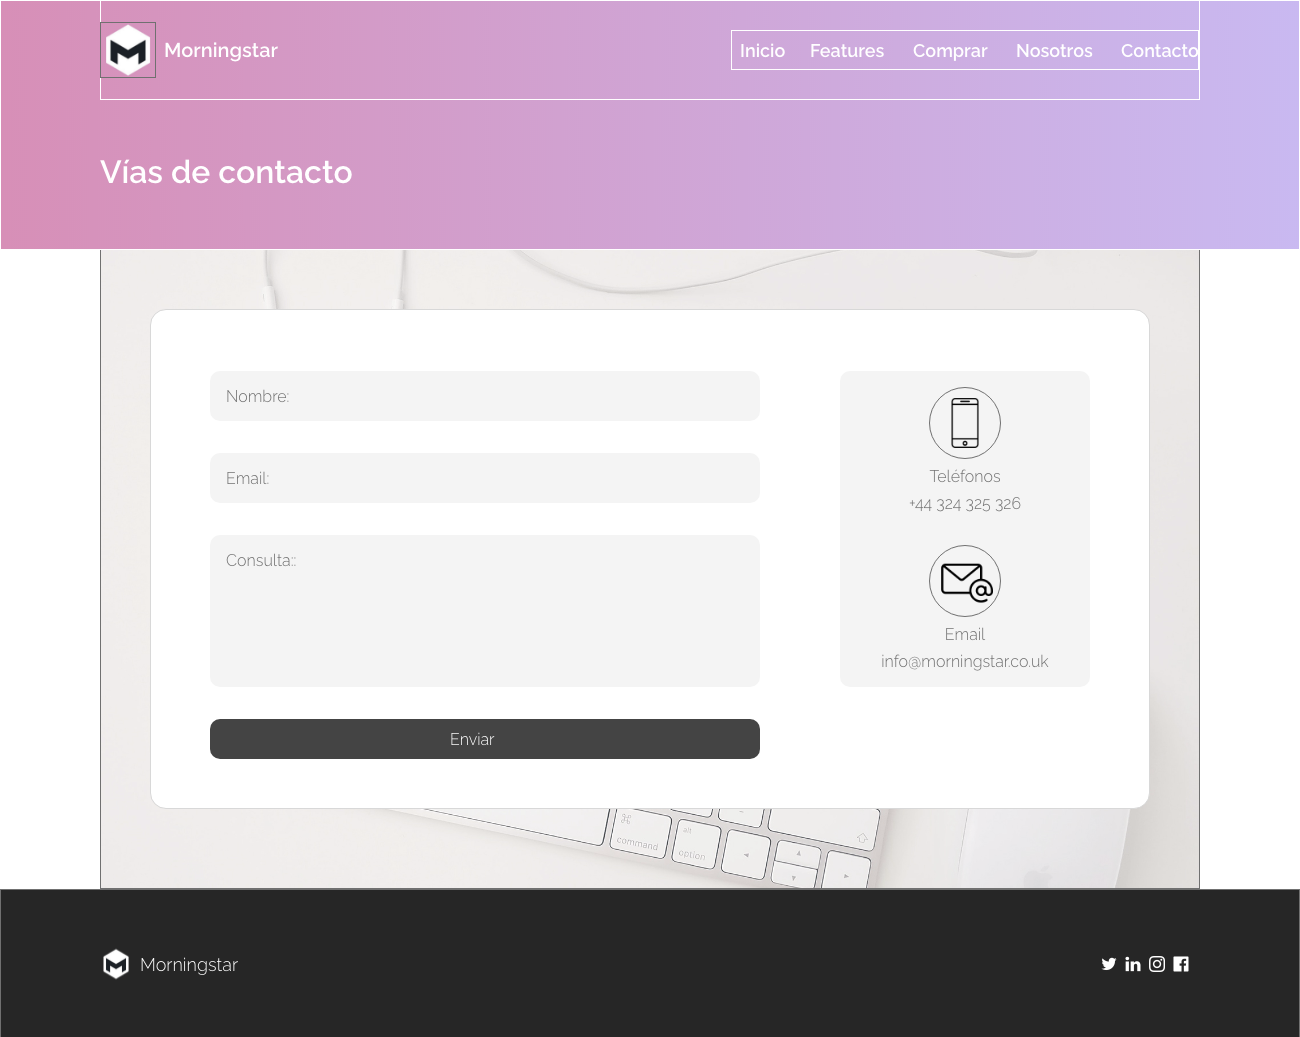 Morningstar
Inicio Features Comprar Nosotros Contacto
Vías de contacto
Nombre:
Email:
Consulta::
Enviar
Teléfonos
+44 324 325 326
Email
info@morningstar.co.uk
command
alt
option
Morningstar